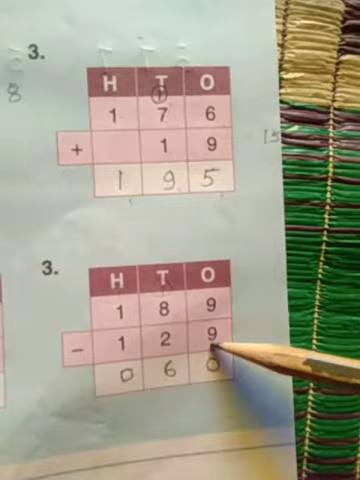 3.
H T O
1
1 7 6
+ 1 9
15
1 9 5
8
3.
H T O
1 8 9
- 1 2 9
0 6 0